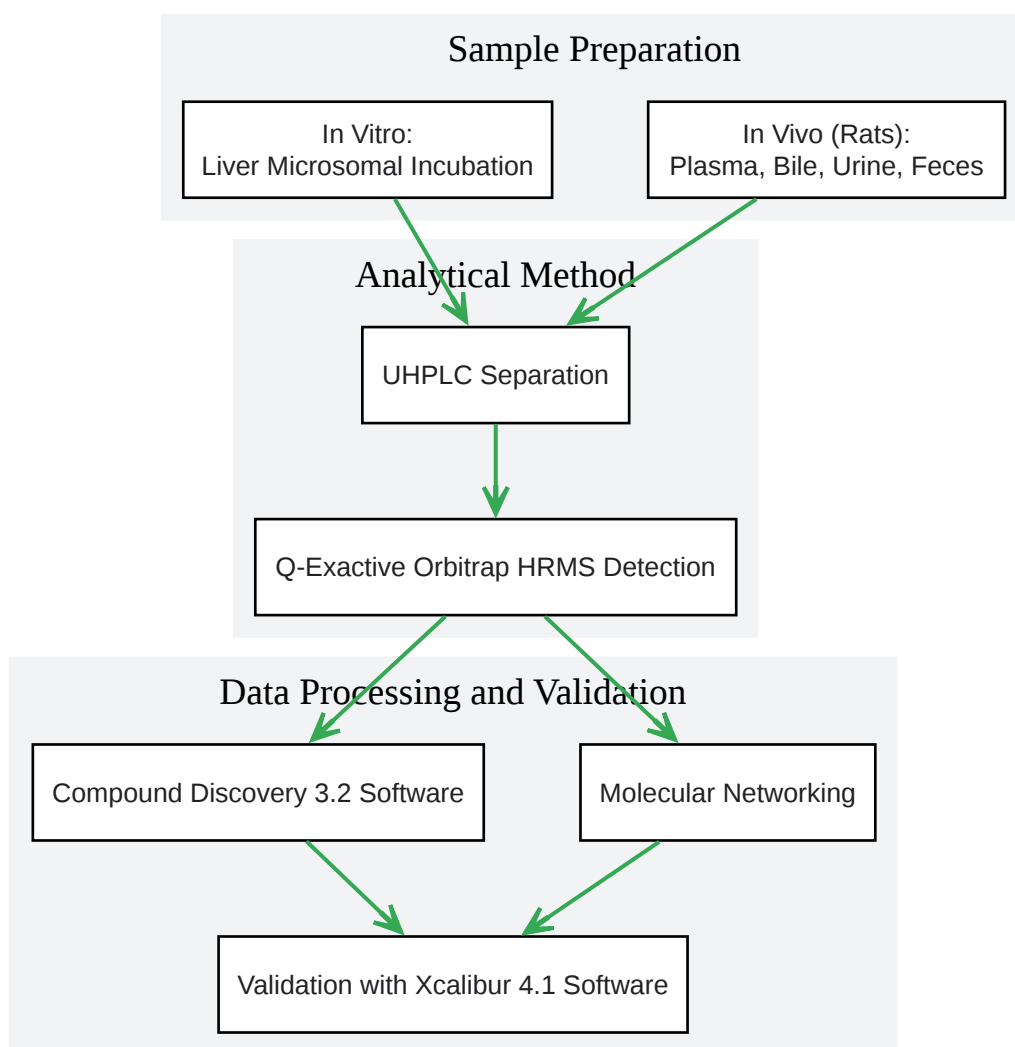 Sample Preparation
In Vitro:
Liver Microsomal Incubation
In Vivo (Rats):
Plasma, Bile, Urine, Feces
Analytical Method
UHPLC Separation
Q-Exactive Orbitrap HRMS Detection
Data Processing and Validation
Compound Discovery 3.2 Software
Molecular Networking
Validation with Xcalibur 4.1 Software